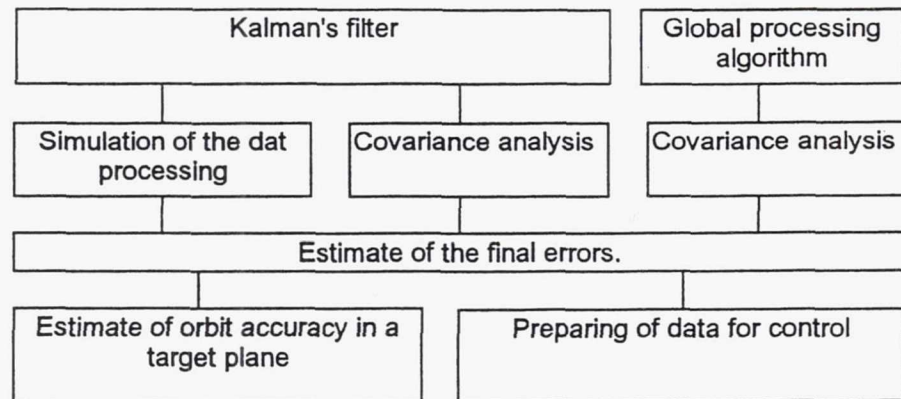 Kalman's filter
Global processing
algorithm
Simulation of the dat
processing
Covariance analysis
Covariance analysis
Estimate of the final errors.
Estimate of orbit accuracy in a
target plane
Preparing of data for control